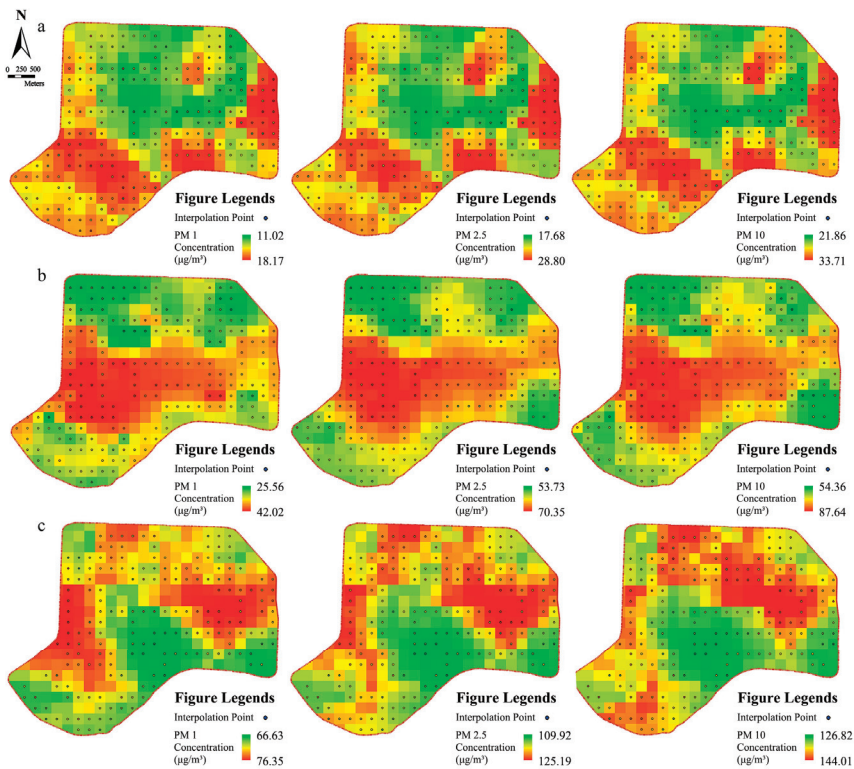 N
a
0 250 500
Meters
Figure Legends
Interpolation Point
PM 1
Concentration
(μg/m³)
11.02
18.17
Figure Legends
Interpolation Point
PM 2.5
Concentration
(μg/m³)
17.68
28.80
Figure Legends
Interpolation Point
PM 10
Concentration
(μg/m³)
21.86
33.71
b
Figure Legends
Interpolation Point
PM 1
Concentration
(μg/m³)
25.56
42.02
Figure Legends
Interpolation Point
PM 2.5
Concentration
(μg/m³)
53.73
70.35
Figure Legends
Interpolation Point
PM 10
Concentration
(μg/m³)
54.36
87.64
c
Figure Legends
Interpolation Point
PM 1
Concentration
(μg/m³)
66.63
76.35
Figure Legends
Interpolation Point
PM 2.5
Concentration
(μg/m³)
109.92
125.19
Figure Legends
Interpolation Point
PM 10
Concentration
(μg/m³)
126.82
144.01